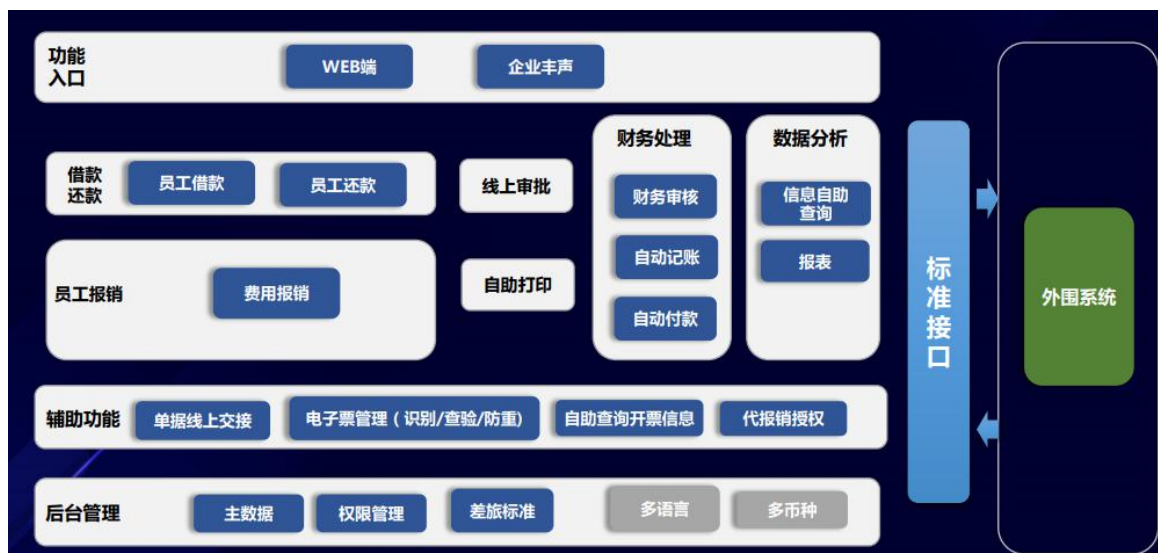 功能
入口
WEB端
企业丰声
借款
还款
员工借款
员工还款
线上审批
财务处理
财务审核
自动记账
自动付款
数据分析
信息自助
查询
报表
员工报销
费用报销
自助打印
辅助功能
单据线上交接
电子票管理（识别/查验/防重)
自助查询开票信息
代报销授权
后台管理
主数据
权限管理
差旅标准
多语言
多币种
标
准
接
口
外围系统